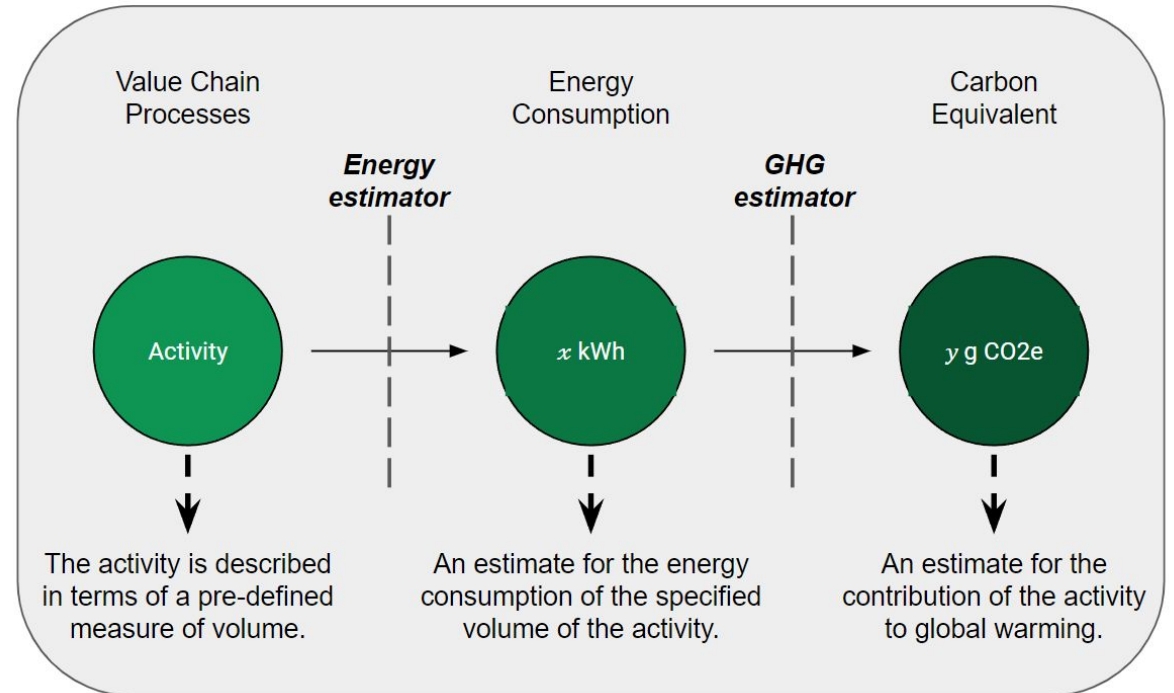 Value Chain
Processes
Energy
Consumption
Carbon
Equivalent
Energy
estimator
GHG
estimator
Activity
x kWh
y g CO2e
The activity is described
in terms of a pre-defined
measure of volume.
An estimate for the energy
consumption of the specified
volume of the activity.
An estimate for the
contribution of the activity
to global warming.